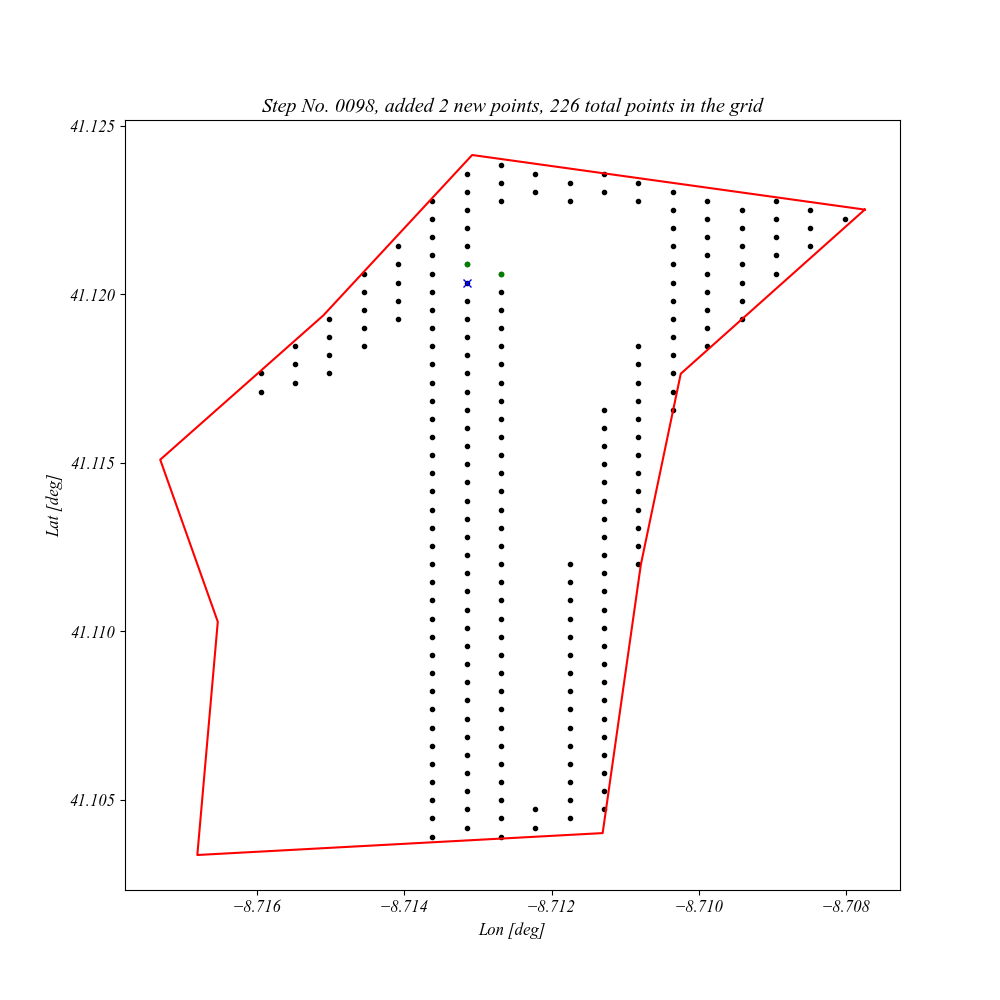 Step No. 0098, added 2 new points, 226 total points in the grid
41.125
41.120
41.115
41.110
41.105
Lat [deg]
−8.716 −8.714 −8.712 −8.710 −8.708
Lon [deg]